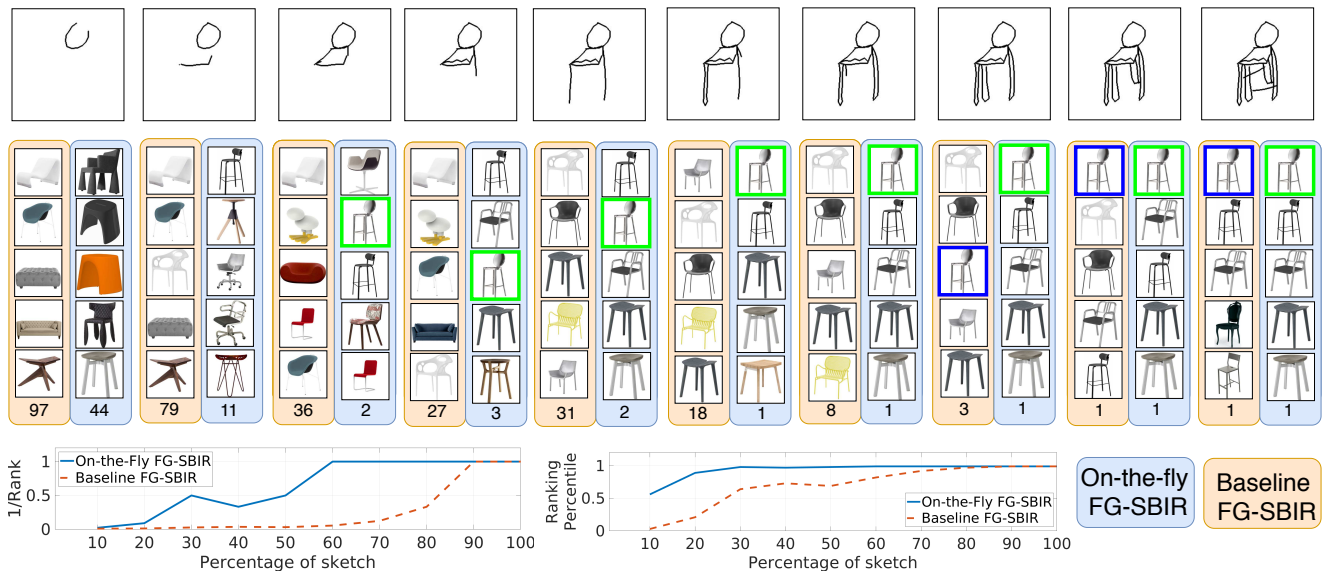 97 44 79 11 36 2 27 3 31 2 18 1 8 1 3 1 1 1 1 1
1/Rank
1
0.5
0
On-the-Fly FG-SBIR
Baseline FG-SBIR
10 20 30 40 50 60 70 80 90 100
Percentage of sketch
Ranking
Percentile
1
0.5
0
On-the-Fly FG-SBIR
Baseline FG-SBIR
10 20 30 40 50 60 70 80 90 100
Percentage of sketch
On-the-fly
FG-SBIR
Baseline
FG-SBIR